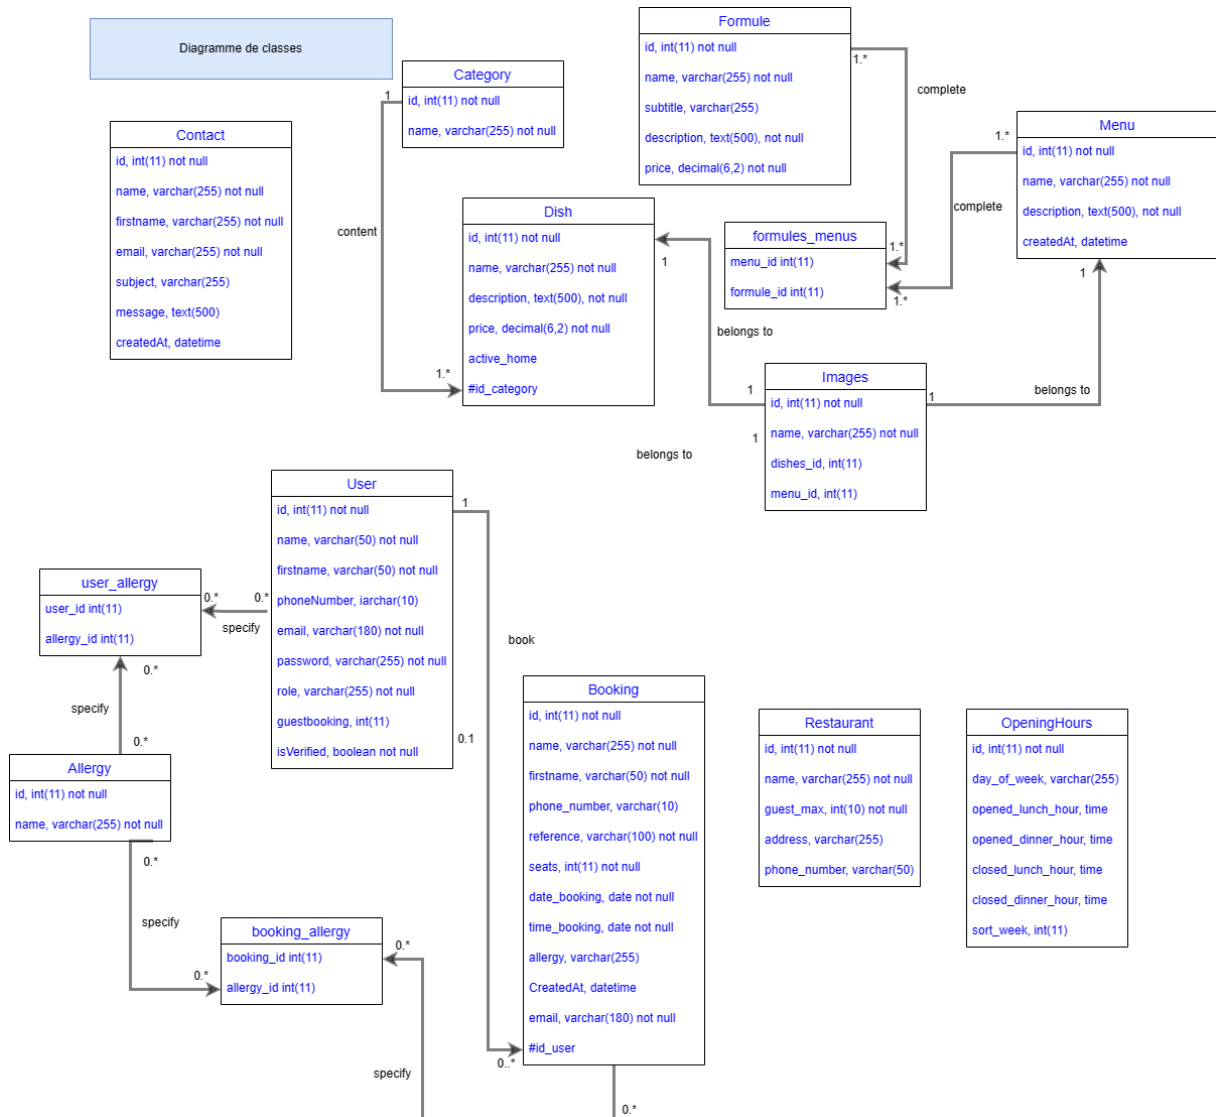 Diagramme de classes
Formule
id, int(11) not null
name, varchar(255) not null
subtitle, varchar(255)
description, text(500), not null
price, decimal(6,2) not null
1.*
complete
Category
id, int(11) not null
name, varchar(255) not null
1
content
1.*
Contact
id, int(11) not null
name, varchar(255) not null
firstname, varchar(255) not null
email, varchar(255) not null
subject, varchar(255)
message, text(500)
createdAt, datetime
Menu
id, int(11) not null
name, varchar(255) not null
description, text(500), not null
createdAt, datetime
1.*
complete
1
Dish
id, int(11) not null
name, varchar(255) not null
description, text(500), not null
price, decimal(6,2) not null
active_home
#id_category
1
belongs to
formules_menus
menu_id int(11)
formule_id int(11)
1.*
1.*
Images
id, int(11) not null
name, varchar(255) not null
dishes_id, int(11)
menu_id, int(11)
1
1
1
belongs to
belongs to
User
id, int(11) not null
name, varchar(50) not null
firstname, varchar(50) not null
phoneNumber, iarchar(10)
email, varchar(180) not null
password, varchar(255) not null
role, varchar(255) not null
guestbooking, int(11)
isVerified, boolean not null
1
book
0.1
0..*
user_allergy
user_id int(11)
allergy_id int(11)
0.*
0.*
specify
0.*
specify
0.*
Allergy
id, int(11) not null
name, varchar(255) not null
0.*
specify
0.*
booking_allergy
booking_id int(11)
allergy_id int(11)
0.*
specify
0.*
Booking
id, int(11) not null
name, varchar(255) not null
firstname, varchar(50) not null
phone_number, varchar(10)
reference, varchar(100) not null
seats, int(11) not null
date_booking, date not null
time_booking, date not null
allergy, varchar(255)
CreatedAt, datetime
email, varchar(180) not null
#id_user
Restaurant
id, int(11) not null
name, varchar(255) not null
guest_max, int(10) not null
address, varchar(255)
phone_number, varchar(50)
OpeningHours
id, int(11) not null
day_of_week, varchar(255)
opened_lunch_hour, time
opened_dinner_hour, time
closed_lunch_hour, time
closed_dinner_hour, time
sort_week, int(11)